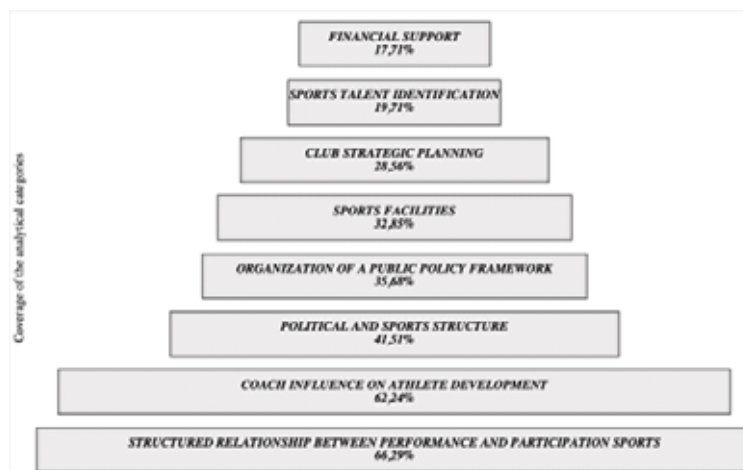 FINANCIAL SUPPORT
17,71%
SPORTS TALENT IDENTIFICATION
19,71%
CLUB STRATEGIC PLANNING
28,56%
SPORTS FACILITIES
32,85%
ORGANIZATION OF A PUBLIC POLICY FRAMEWORK
35,68%
POLITICAL AND SPORTS STRUCTURE
41,51%
COACH INFLUENCE ON ATHLETE DEVELOPMENT
62,24%
STRUCTURED RELATIONSHIP BETWEEN PERFORMANCE AND PARTICIPATION SPORTS
66,29%
Coverage of the analytical categories